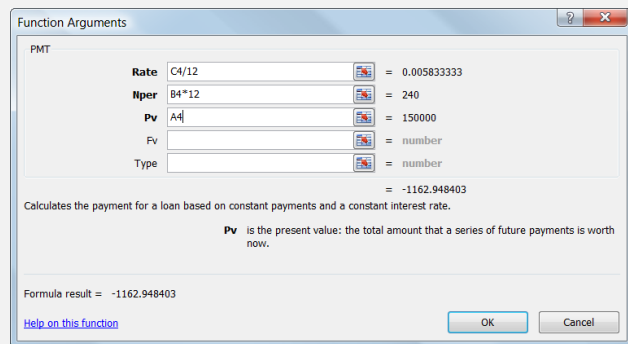 Function Arguments
PMT
Rate C4/12 = 0.005833333
Nper B4*12 = 240
Pv A4 = 150000
Fv = number
Type = number
= -1162.948403
Calculates the payment for a loan based on constant payments and a constant interest rate.
Pv is the present value: the total amount that a series of future payments is worth
now.
Formula result = -1162.948403
Help on this function OK Cancel